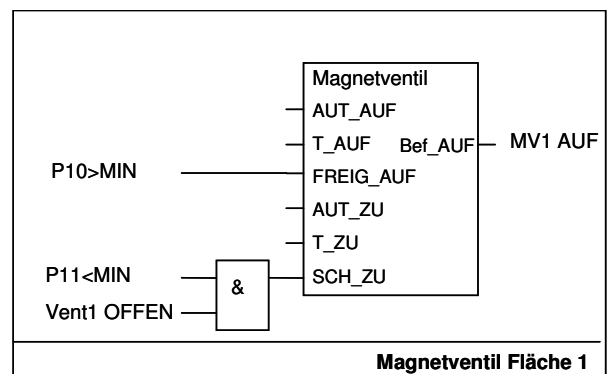 Magnetventil
AUT_AUF
T_AUF Bef_AUF MV1 AUF
P10>MIN FREIG_AUF
AUT_ZU
T_ZU
P11<MIN & SCH_ZU
Vent1 OFFEN
Magnetventil Fläche 1